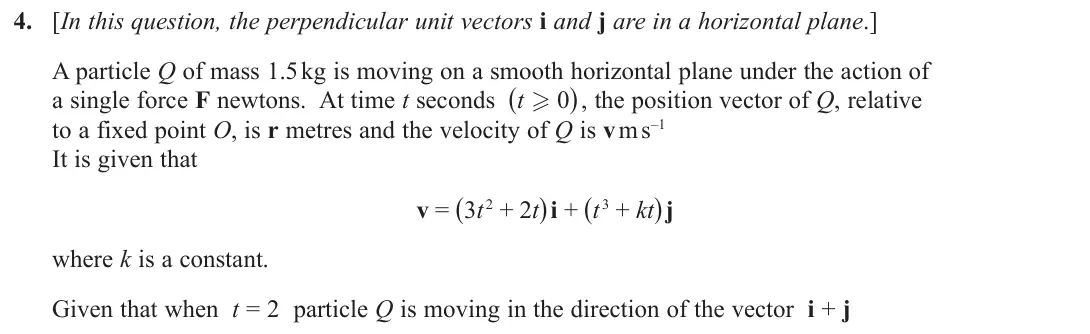 4. [In this question, the perpendicular unit vectors i and j are in a horizontal plane.]
A particle Q of mass 1.5 kg is moving on a smooth horizontal plane under the action of
a single force F newtons. At time t seconds (t ⩾ 0), the position vector of Q, relative
to a fixed point O, is r metres and the velocity of Q is v m s⁻¹
It is given that
v = (3t² + 2t)i + (t³ + kt)j
where k is a constant.
Given that when t = 2 particle Q is moving in the direction of the vector i + j